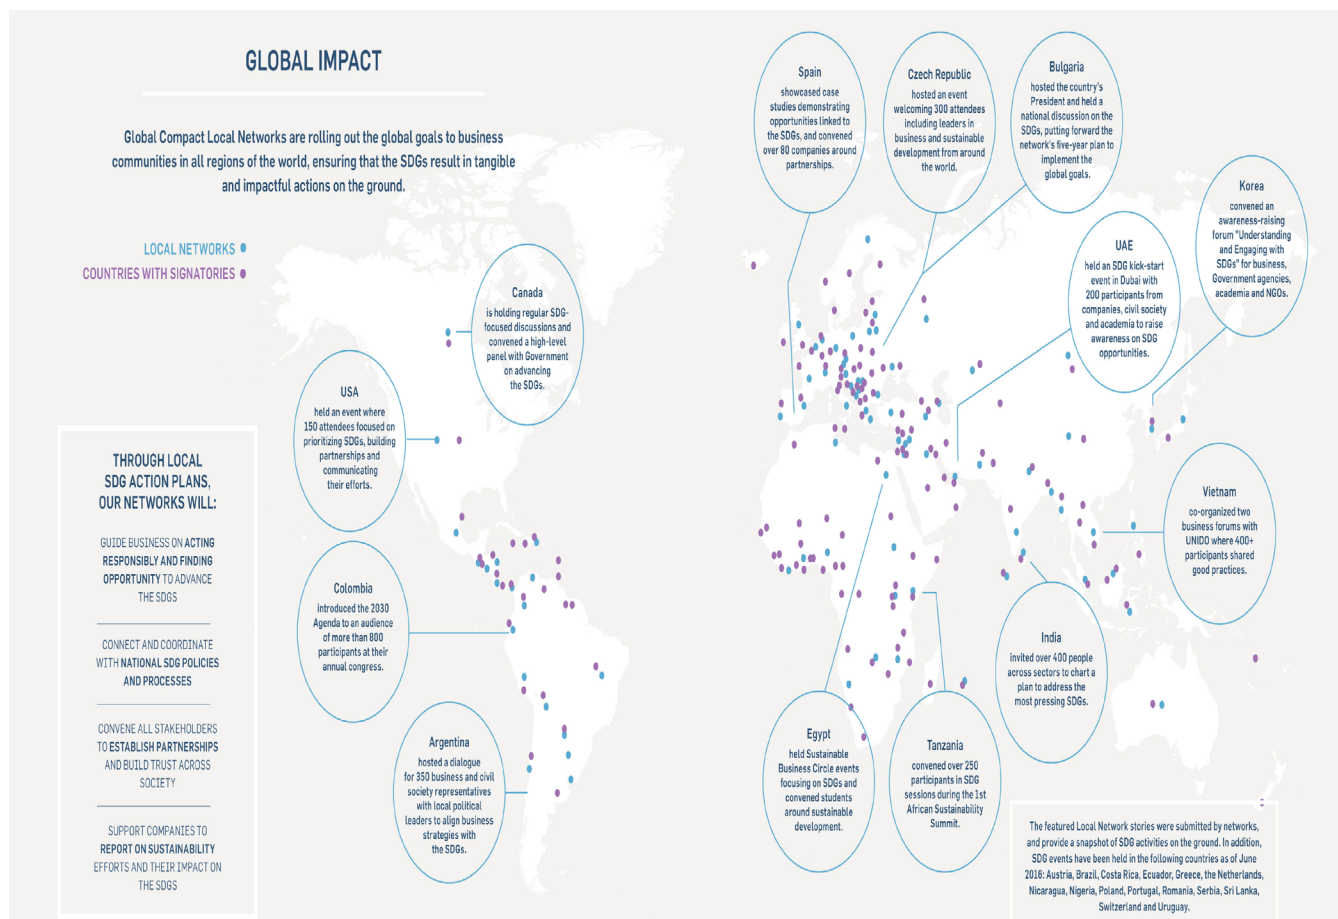 GLOBAL IMPACT
Global Compact Local Networks are rolling out the global goals to business
communities in all regions of the world, ensuring that the SDGs result in tangible
and impactful actions on the ground.
LOCAL NETWORKS
COUNTRIES WITH SIGNATORIES
Canada
is holding regular SDG-
focused discussions and
convened a high-level
panel with Government
on advancing
the SDGs.
USA
held an event where
150 attendees focused on
prioritizing SDGs, building
partnerships and
communicating
their efforts.
THROUGH LOCAL
SDG ACTION PLANS,
OUR NETWORKS WILL:
GUIDE BUSINESS ON ACTING
RESPONSIBLY AND FINDING
OPPORTUNITY TO ADVANCE
THE SDGS
CONNECT AND COORDINATE
WITH NATIONAL SDG POLICIES
AND PROCESSES
CONVENE ALL STAKEHOLDERS
TO ESTABLISH PARTNERSHIPS
AND BUILD TRUST ACROSS
SOCIETY
SUPPORT COMPANIES TO
REPORT ON SUSTAINABILITY
EFFORTS AND THEIR IMPACT ON
THE SDGS
Colombia
introduced the 2030
Agenda to an audience
of more than 800
participants at their
annual congress.
Argentina
hosted a dialogue
for 350 business and civil
society representatives
with local political
leaders to align business
strategies with
the SDGs.
Spain
showcased case
studies demonstrating
opportunities linked to
the SDGs, and convened
over 80 companies around
partnerships.
Czech Republic
hosted an event
welcoming 300 attendees
including leaders in
business and sustainable
development from around
the world.
Bulgaria
hosted the country's
President and held a
national discussion on the
SDGs, putting forward the
network's five-year plan to
implement the
global goals.
Korea
convened an
awareness-raising
forum "Understanding
and Engaging with
SDGs" for business,
Government agencies,
academia and NGOs.
UAE
held an SDG kick-start
event in Dubai with
200 participants from
companies, civil society
and academia to raise
awareness on SDG
opportunities.
Vietnam
co-organized two
business forums with
UNIDO where 400+
participants shared
good practices.
India
invited over 400 people
across sectors to chart a
plan to address the
most pressing SDGs.
Egypt
held Sustainable
Business Circle events
focusing on SDGs and
convened students
around sustainable
development.
Tanzania
convened over 250
participants in SDG
sessions during the 1st
African Sustainability
Summit.
The featured Local Network stories were submitted by networks,
and provide a snapshot of SDG activities on the ground. In addition,
SDG events have been held in the following countries as of June
2016: Austria, Brazil, Costa Rica, Ecuador, Greece, the Netherlands,
Nicaragua, Nigeria, Poland, Portugal, Romania, Serbia, Sri Lanka,
Switzerland and Uruguay.